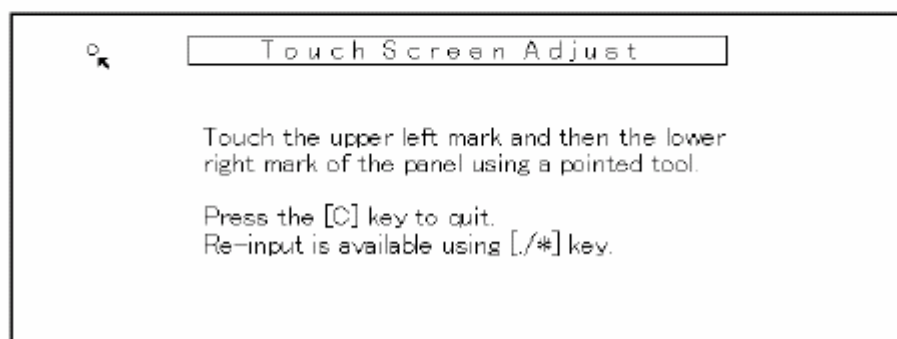 Touch Screen Adjust
Touch the upper left mark and then the lower
right mark of the panel using a pointed tool.
Press the [C] key to quit.
Re-input is available using [./*] key.